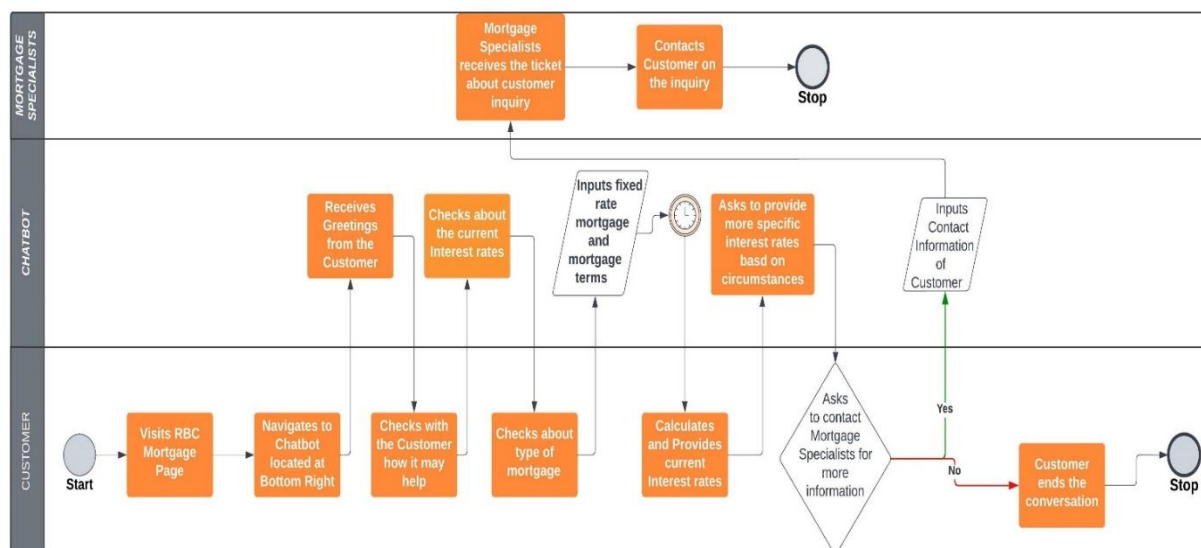 MORTGAGE
SPECIALISTS
Mortgage
Specialists
receives the ticket
about customer
inquiry
Contacts
Customer on
the inquiry
Stop
CHATBOT
Receives
Greetings
from the
Customer
Checks about
the current
Interest rates
Inputs fixed
rate mortgage
and
mortgage
terms
Asks to provide
more specific
interest rates
basd on
circumstances
Inputs
Contact
Information
of
Customer
CUSTOMER
Start
Visits RBC
Mortgage
Page
Navigates to
Chatbot
located at
Bottom Right
Checks with
the Customer
how it may
help
Checks about
type of
mortgage
Calculates
and Provides
current
Interest rates
Asks
to contact
Mortgage
Specialists for
more
information
Yes
No
Customer
ends the
conversation
Stop